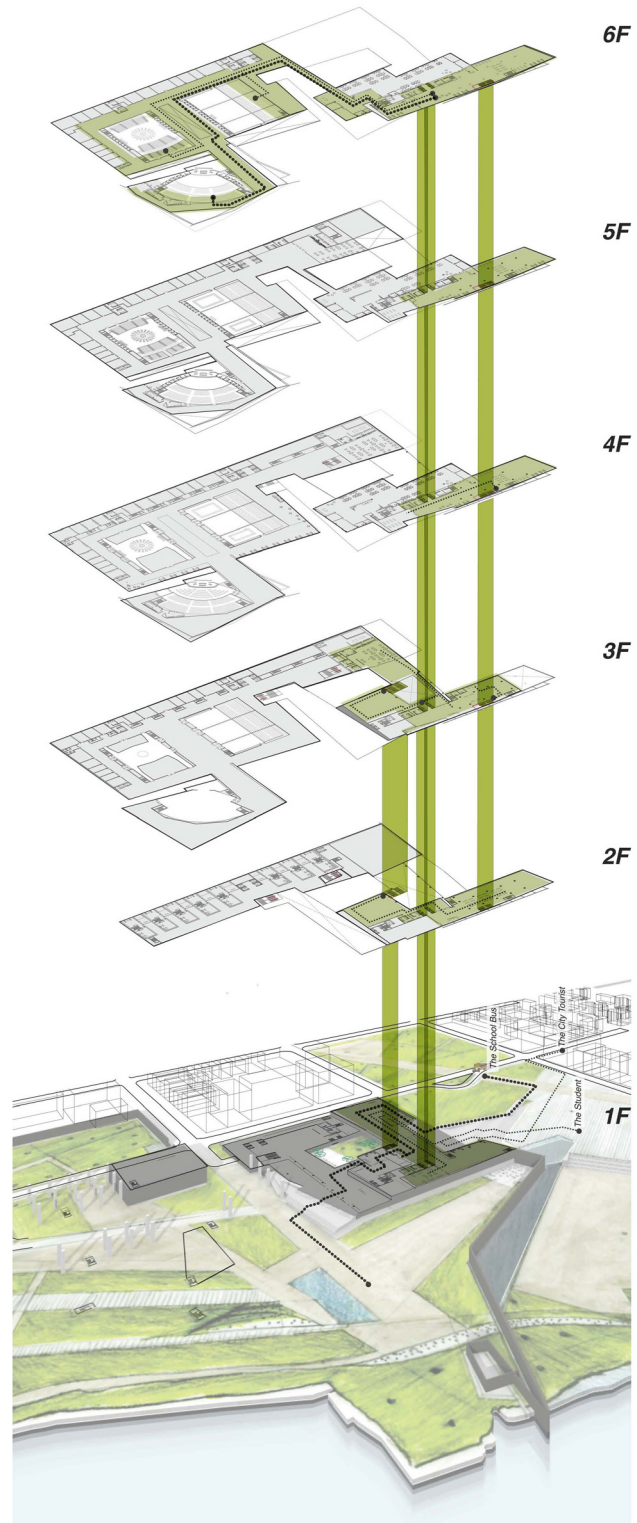 6F
5F
4F
3F
2F
The School Bus
The City Tourist
The Student
1F